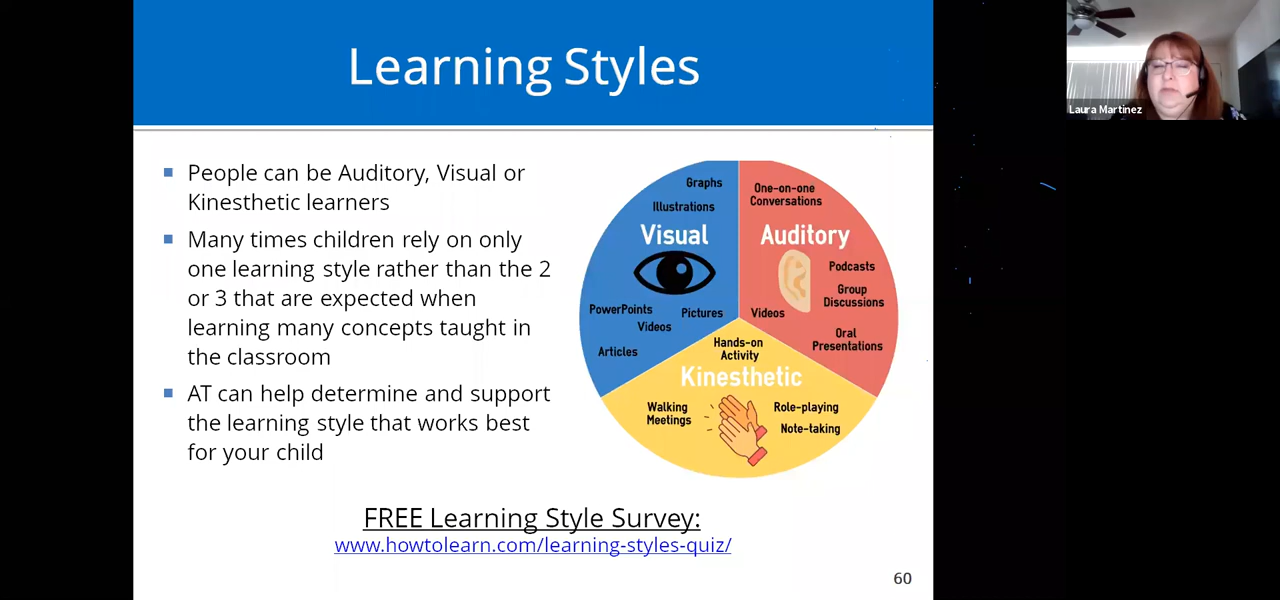 Learning Styles
Laura Martinez
People can be Auditory, Visual or
Kinesthetic learners
Many times children rely on only
one learning style rather than the 2
or 3 that are expected when
learning many concepts taught in
the classroom
AT can help determine and support
the learning style that works best
for your child
Graphs
Illustrations
Visual
PowerPoints
Pictures
Videos
Articles
One-on-one
Conversations
Auditory
Podcasts
Group
Discussions
Videos
Oral
Presentations
Hands-on
Activity
Kinesthetic
Walking
Meetings
Role-playing
Note-taking
FREE Learning Style Survey:
www.howtolearn.com/learning-styles-quiz/
60